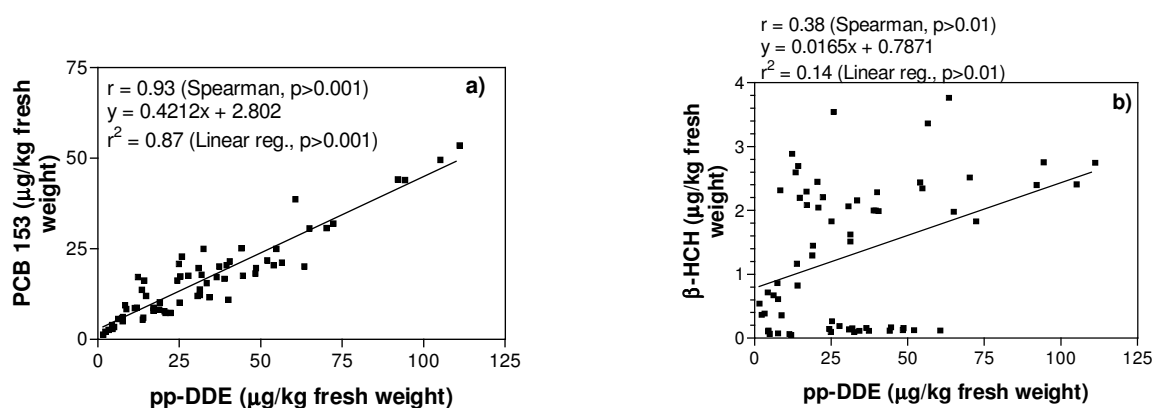 r = 0.93 (Spearman, p>0.001)
y = 0.4212x + 2.802
r² = 0.87 (Linear reg., p>0.001)
a)
PCB 153 (μg/kg fresh
weight)
75
50
25
0
0
25
50
75
100
125
pp-DDE (μg/kg fresh weight)
r = 0.38 (Spearman, p>0.01)
y = 0.0165x + 0.7871
r² = 0.14 (Linear reg., p>0.01)
b)
β-HCH (μg/kg fresh
weight)
4
3
2
1
0
0
25
50
75
100
125
pp-DDE (μg/kg fresh weight)